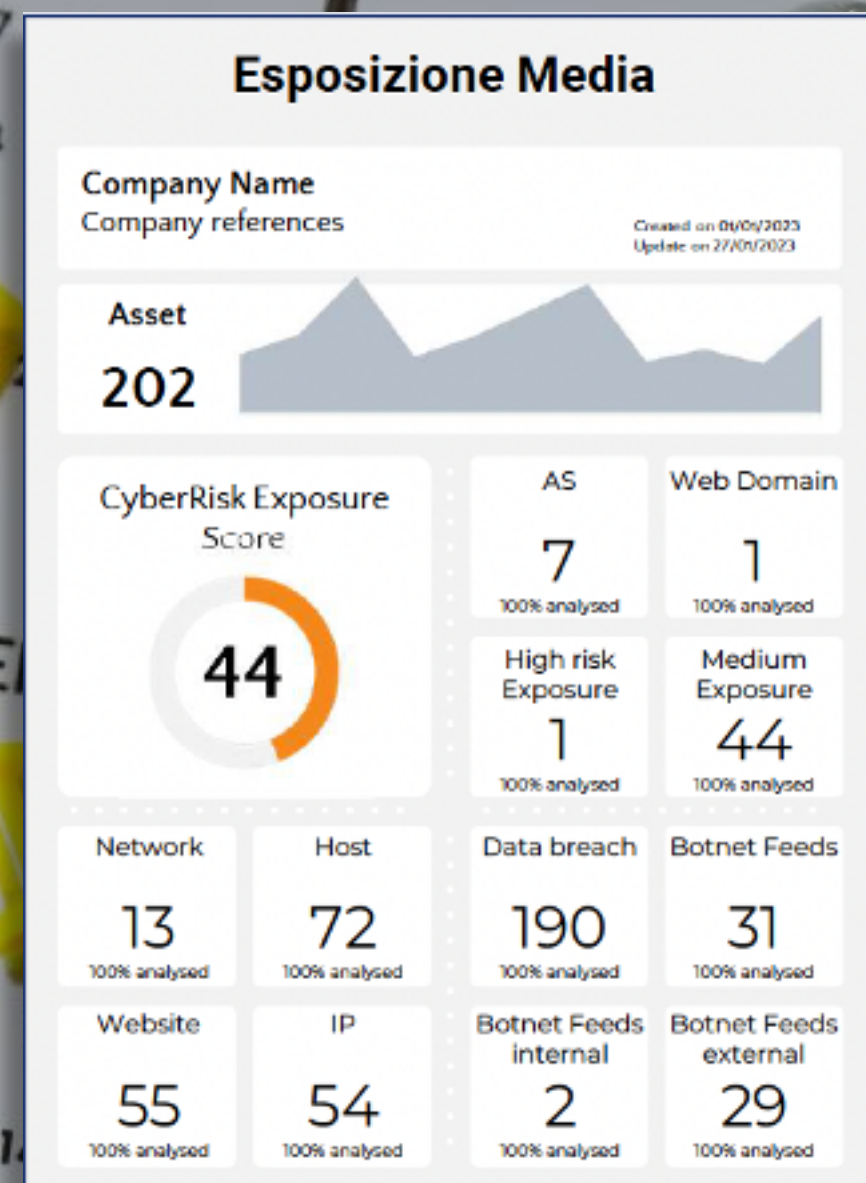 Esposizione Media
Company Name
Company references
Created on 01/01/2023
Update on 27/01/2023
Asset
202
CyberRisk Exposure
Score
44
AS
7
100% analysed
Web Domain
1
100% analysed
High risk
Exposure
1
100% analysed
Medium
Exposure
44
100% analysed
Network
13
100% analysed
Host
72
100% analysed
Data breach
190
100% analysed
Botnet Feeds
31
100% analysed
Website
55
100% analysed
IP
54
100% analysed
Botnet Feeds
internal
2
100% analysed
Botnet Feeds
external
29
100% analysed